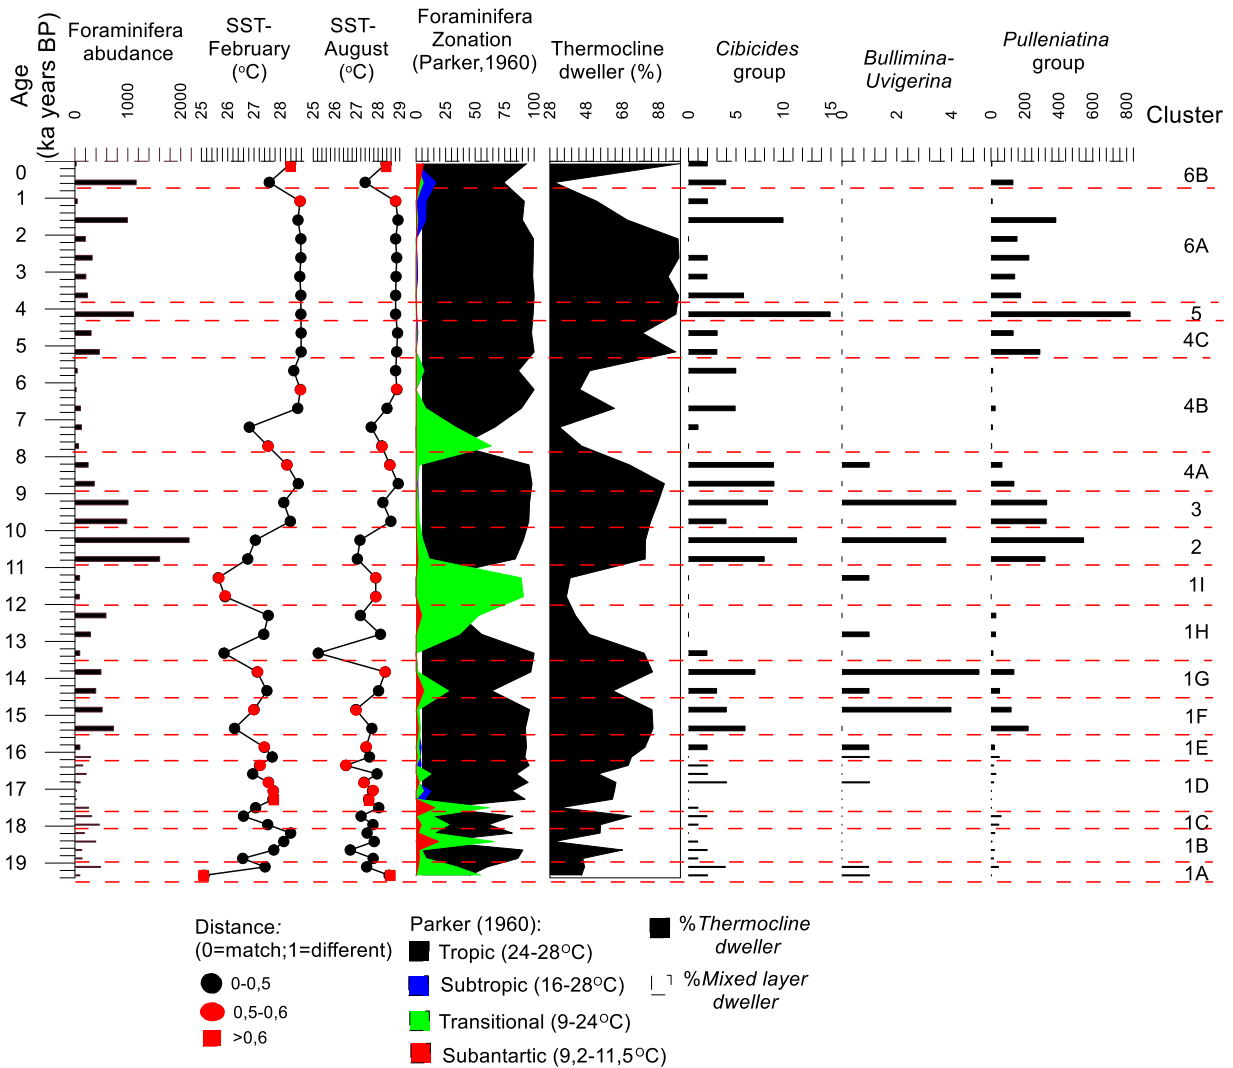 Age
(ka years BP)
Foraminifera
abudance
SST-
February
(oC)
SST-
August
(oC)
Foraminifera
Zonation
(Parker,1960)
Thermocline
dweller (%)
Cibicides
group
Bullimina-
Uvigerina
Pulleniatina
group
Cluster
0 1000 2000
25 26 27 28
25 26 27 28 29
0 25 50 75 100
28 48 68 88
0 5 10 15
0 2 4
0 200 400 600 800
0
1
2
3
4
5
6
7
8
9
10
11
12
13
14
15
16
17
18
19
6B
6A
5
4C
4B
4A
3
2
1I
1H
1G
1F
1E
1D
1C
1B
1A
Distance:
(0=match;1=different)
0-0,5
0,5-0,6
>0,6
Parker (1960):
Tropic (24-28OC)
Subtropic (16-28OC)
Transitional (9-24OC)
Subantartic (9,2-11,5OC)
%Thermocline
dweller
%Mixed layer
dweller